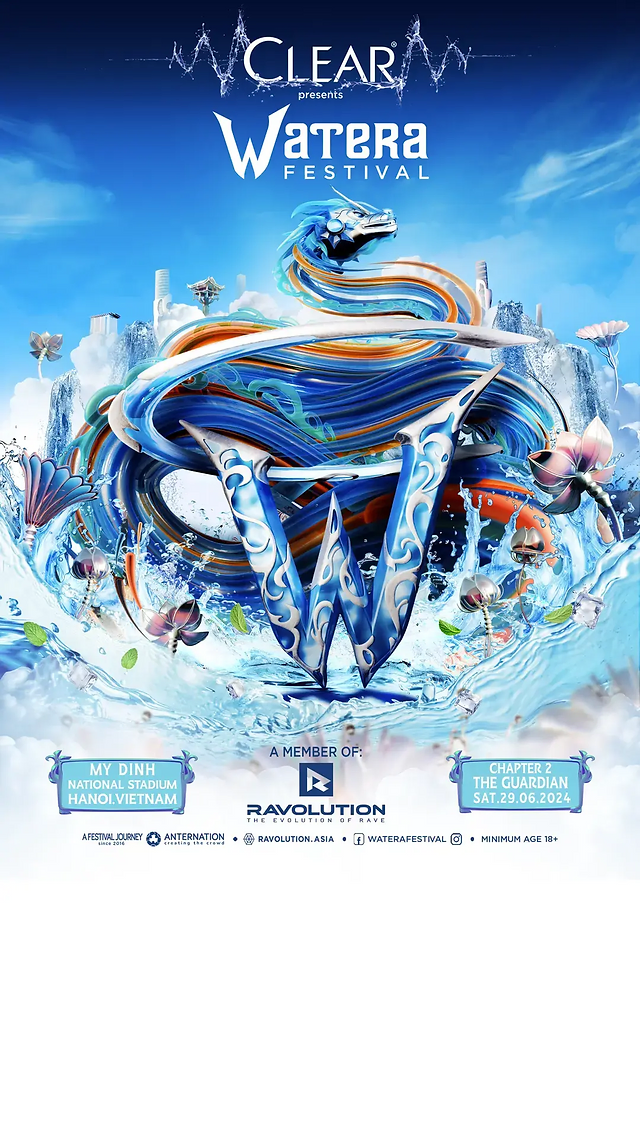 CLEAR®
presents
WATERA
FESTIVAL
W
A MEMBER OF:
MY DINH
NATIONAL STADIUM
HANOI.VIETNAM
R
RAVOLUTION
THE EVOLUTION OF RAVE
CHAPTER 2
THE GUARDIAN
SAT.29.06.2024
A FESTIVAL JOURNEY
since 2016
ANTERNATION
creating the crowd
• RAVOLUTION.ASIA • f WATERAFESTIVAL • MINIMUM AGE 18+